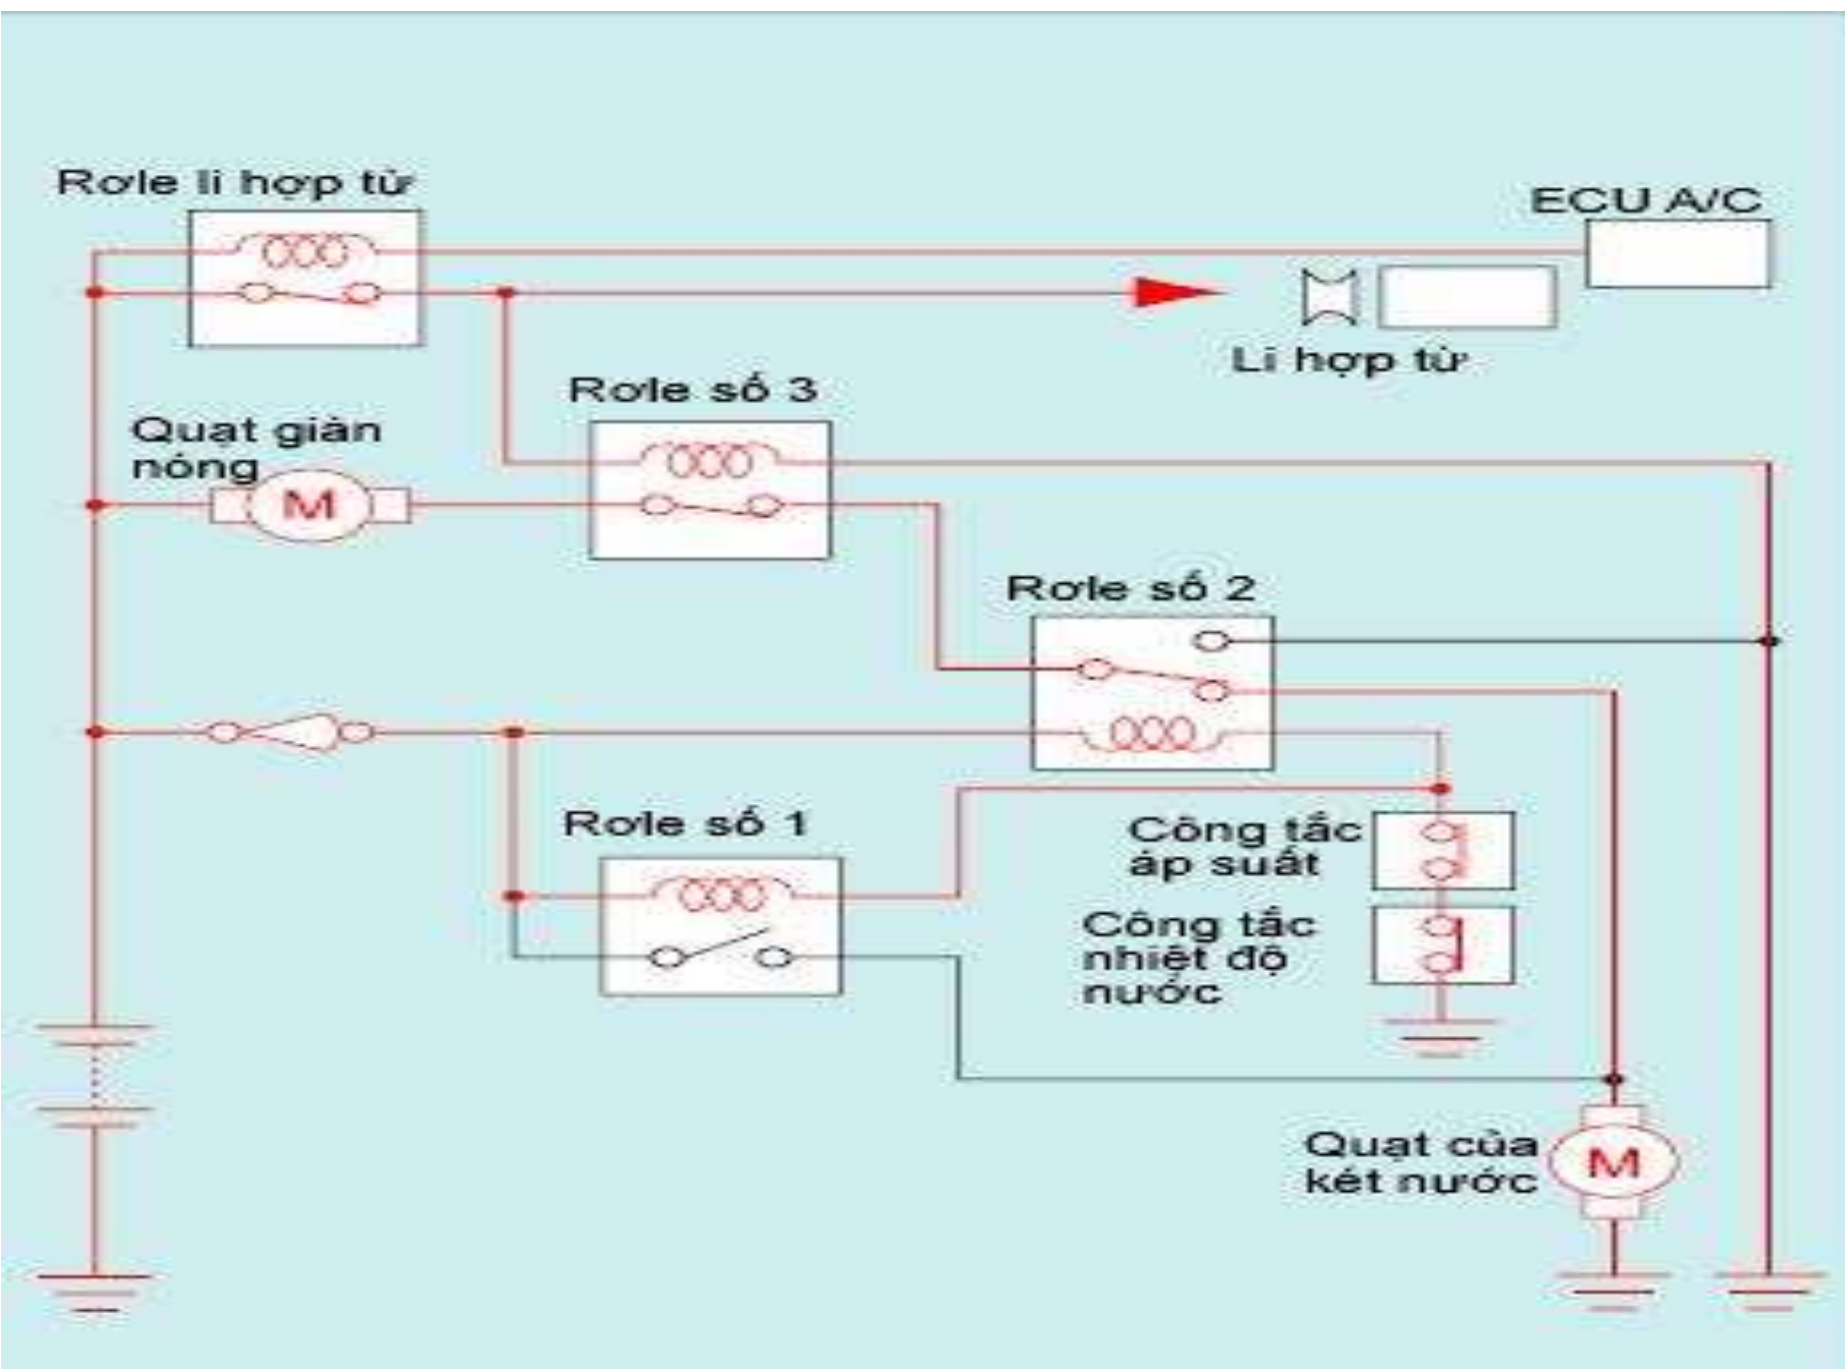 Rơle li hợp từ
ECU A/C
Li hợp từ
Rơle số 3
Quạt giàn
nóng
M
Rơle số 2
Rơle số 1
Công tắc
áp suất
Công tắc
nhiệt độ
nước
Quạt của
két nước
M